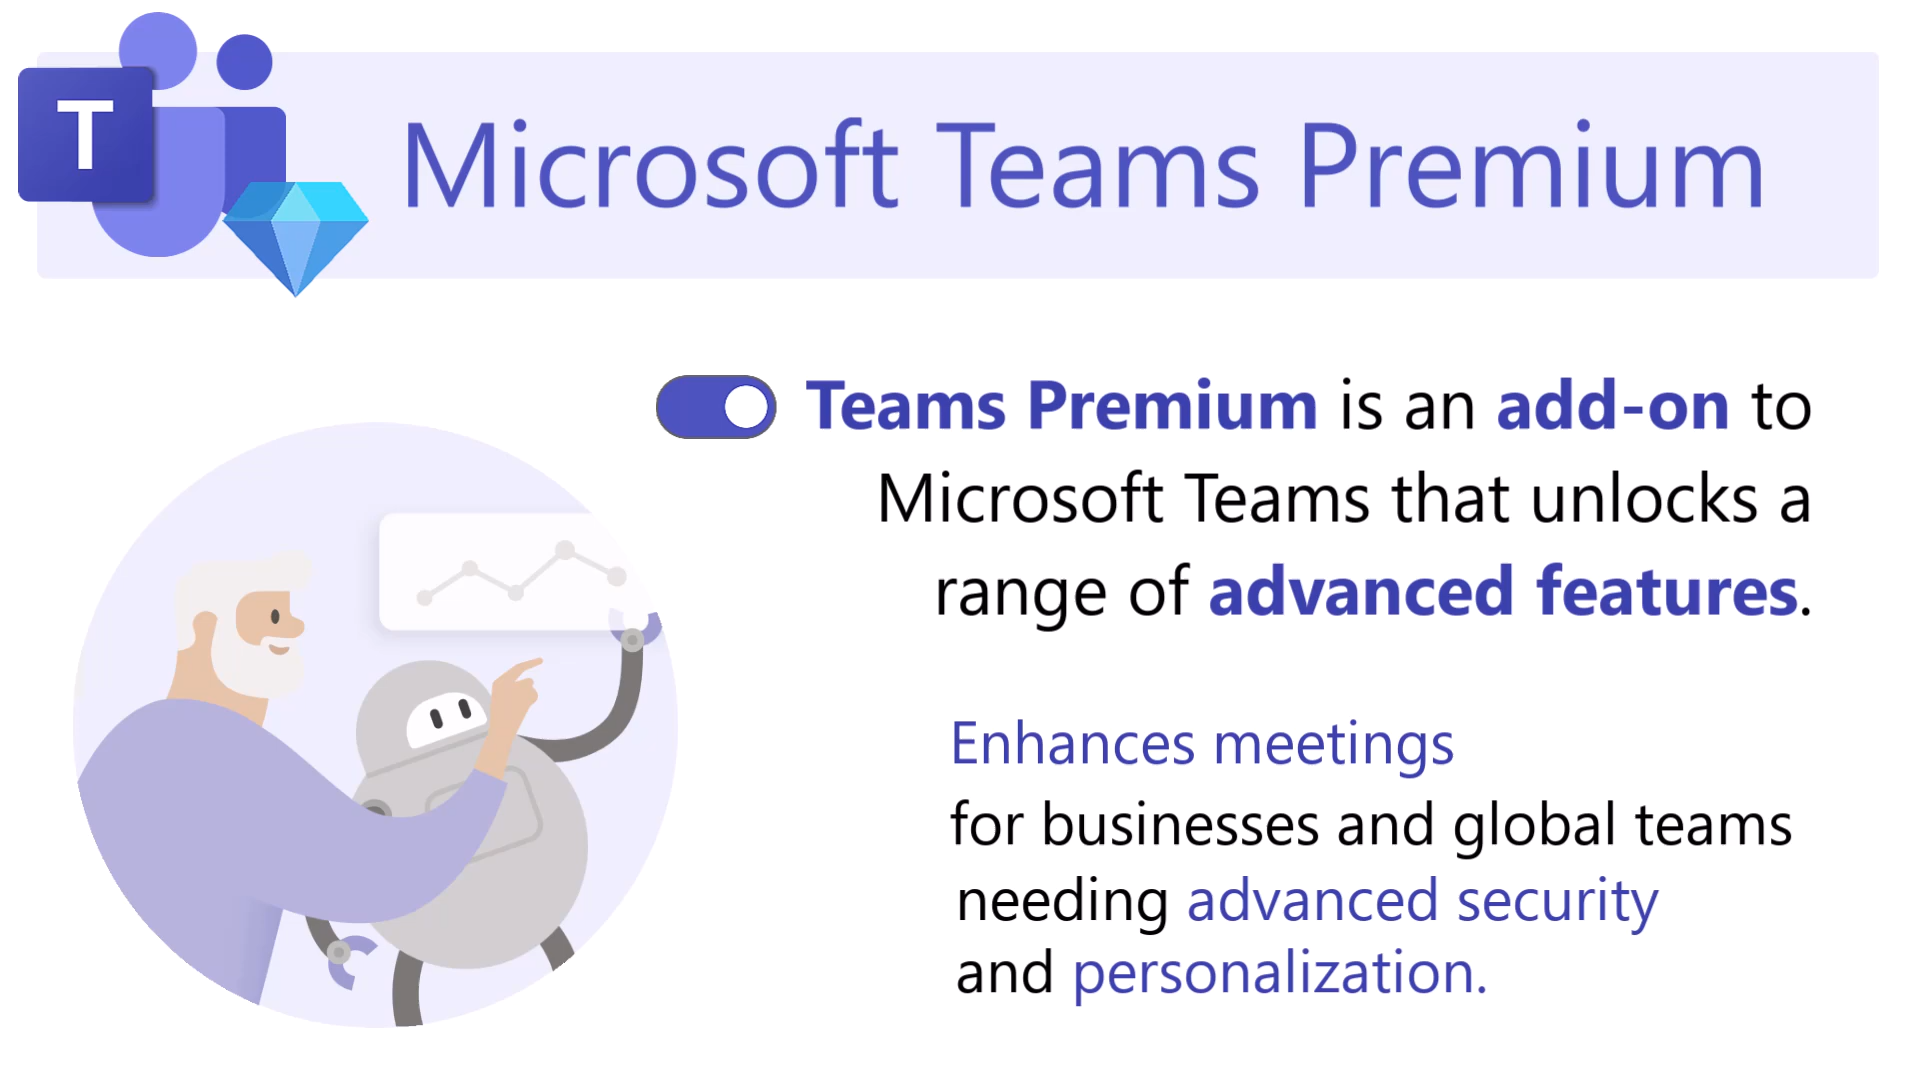 T
Microsoft Teams Premium
Teams Premium is an add-on to
Microsoft Teams that unlocks a
range of advanced features.
Enhances meetings
for businesses and global teams
needing advanced security
and personalization.